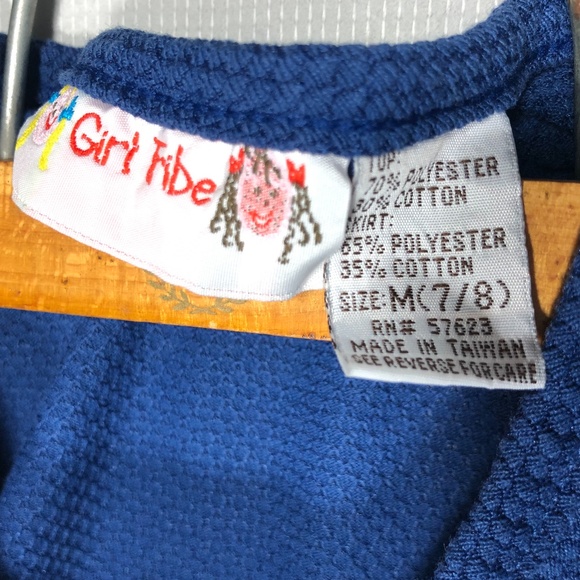 Girl Tribe
TOP:
70% POLYESTER
30% COTTON
SKIRT:
65% POLYESTER
35% COTTON
SIZE: M(7/8)
RN# 57623
MADE IN TAIWAN
SEE REVERSE FOR CARE